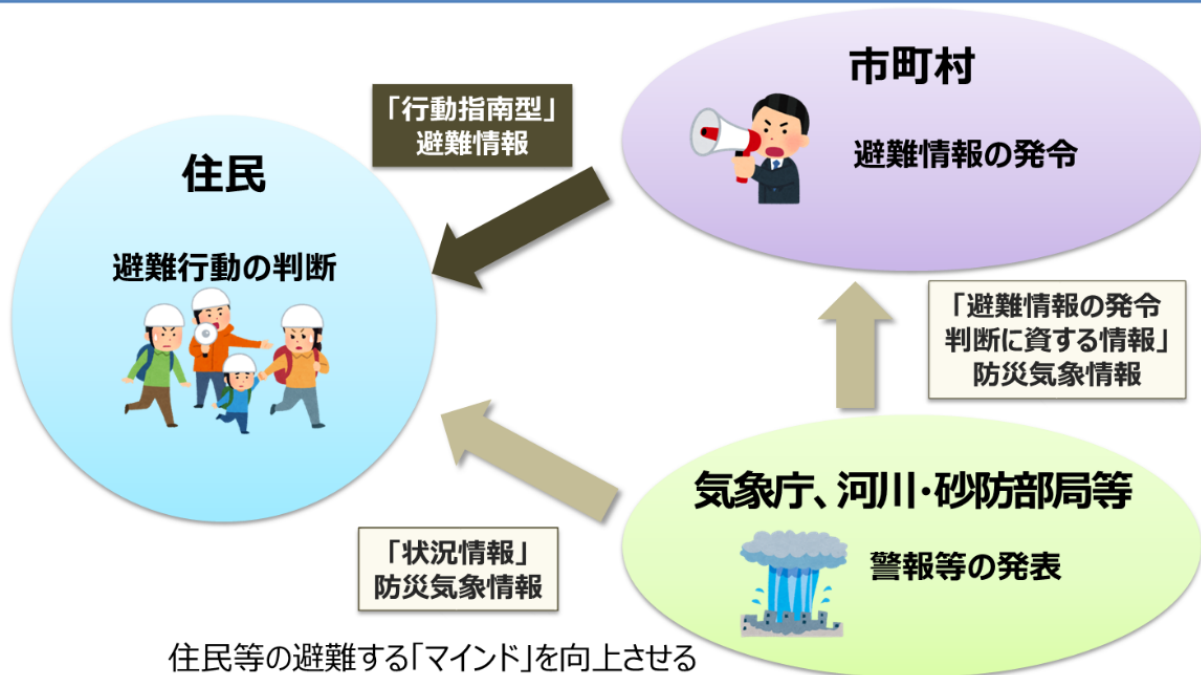 市町村
避難情報の発令
「行動指南型」
避難情報
住民
避難行動の判断
「避難情報の発令
判断に資する情報」
防災気象情報
気象庁、河川・砂防部局等
警報等の発表
「状況情報」
防災気象情報
住民等の避難する「マインド」を向上させる